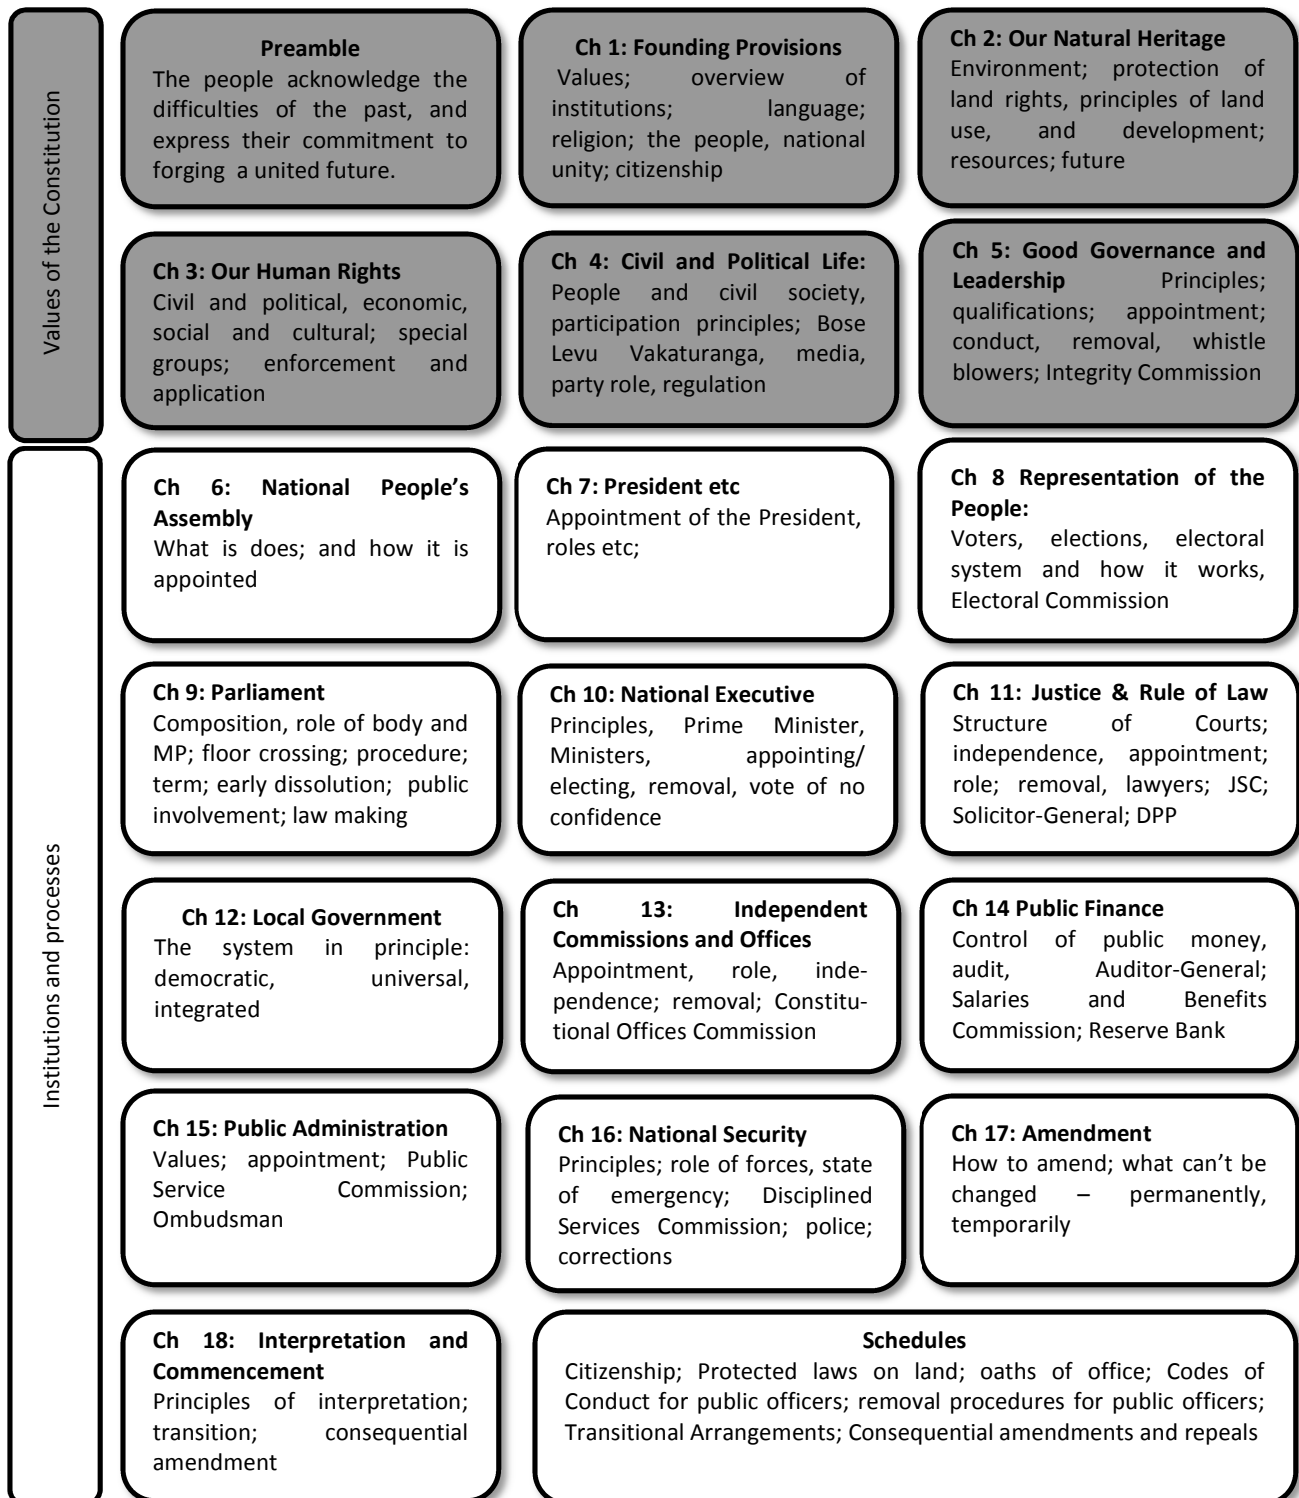 Values of the Constitution
Preamble
The people acknowledge the
difficulties of the past, and
express their commitment to
forging a united future.
Ch 1: Founding Provisions
Values; overview of
institutions; language;
religion; the people, national
unity; citizenship
Ch 2: Our Natural Heritage
Environment; protection of
land rights, principles of land
use, and development;
resources; future
Ch 3: Our Human Rights
Civil and political, economic,
social and cultural; special
groups; enforcement and
application
Ch 4: Civil and Political Life:
People and civil society,
participation principles; Bose
Levu Vakaturanga, media,
party role, regulation
Ch 5: Good Governance and
Leadership Principles;
qualifications; appointment;
conduct, removal, whistle
blowers; Integrity Commission
Institutions and processes
Ch 6: National People’s
Assembly
What is does; and how it is
appointed
Ch 7: President etc
Appointment of the President,
roles etc;
Ch 8 Representation of the
People:
Voters, elections, electoral
system and how it works,
Electoral Commission
Ch 9: Parliament
Composition, role of body and
MP; floor crossing; procedure;
term; early dissolution; public
involvement; law making
Ch 10: National Executive
Principles, Prime Minister,
Ministers, appointing/
electing, removal, vote of no
confidence
Ch 11: Justice & Rule of Law
Structure of Courts;
independence, appointment;
role; removal, lawyers; JSC;
Solicitor-General; DPP
Ch 12: Local Government
The system in principle:
democratic, universal,
integrated
Ch 13: Independent
Commissions and Offices
Appointment, role, inde-
pendence; removal; Constitu-
tional Offices Commission
Ch 14 Public Finance
Control of public money,
audit, Auditor-General;
Salaries and Benefits
Commission; Reserve Bank
Ch 15: Public Administration
Values; appointment; Public
Service Commission;
Ombudsman
Ch 16: National Security
Principles; role of forces, state
of emergency; Disciplined
Services Commission; police;
corrections
Ch 17: Amendment
How to amend; what can’t be
changed – permanently,
temporarily
Ch 18: Interpretation and
Commencement
Principles of interpretation;
transition; consequential
amendment
Schedules
Citizenship; Protected laws on land; oaths of office; Codes of
Conduct for public officers; removal procedures for public officers;
Transitional Arrangements; Consequential amendments and repeals